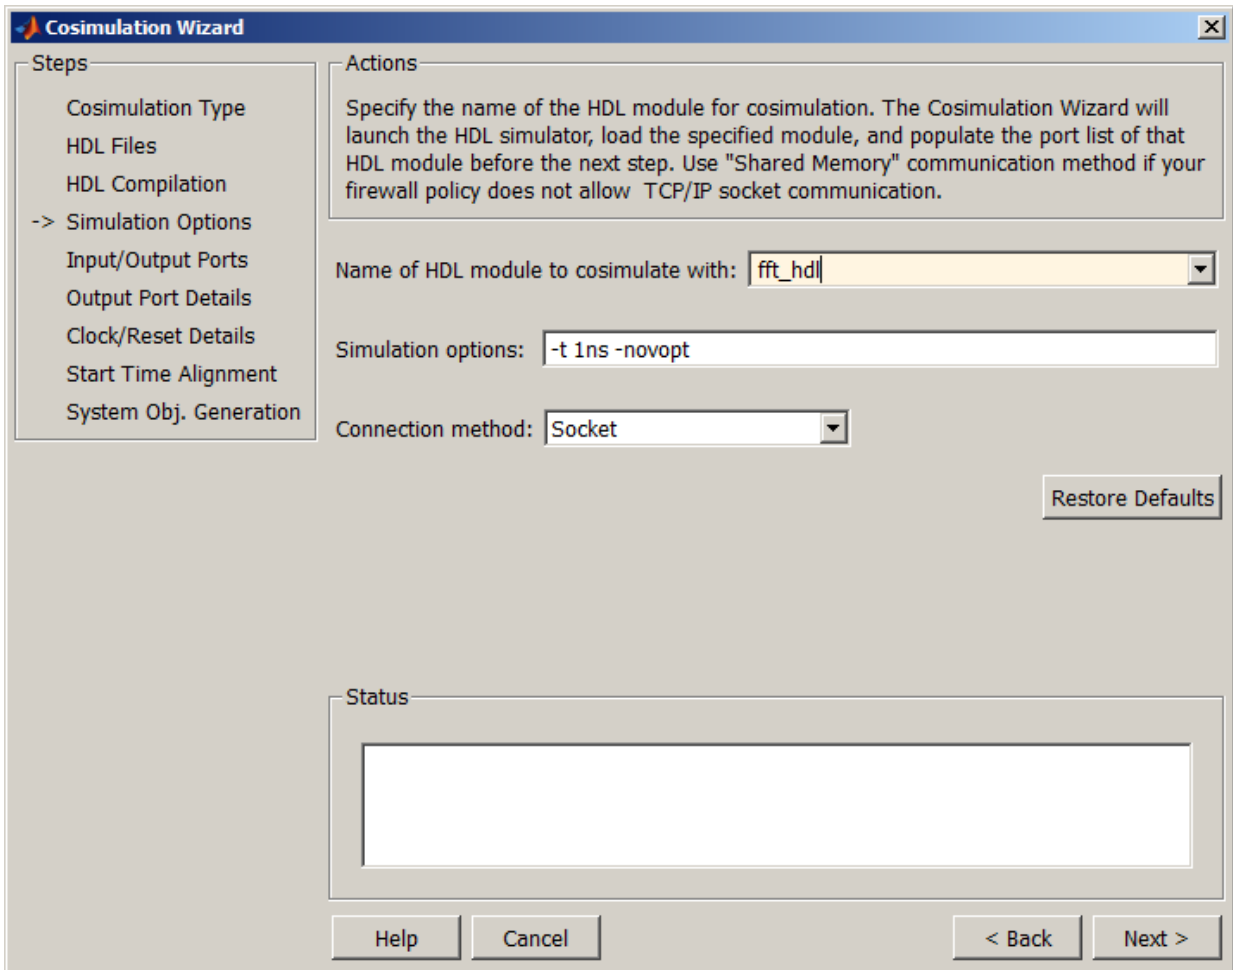 Cosimulation Wizard
Steps
Cosimulation Type
HDL Files
HDL Compilation
-> Simulation Options
Input/Output Ports
Output Port Details
Clock/Reset Details
Start Time Alignment
System Obj. Generation
Actions
Specify the name of the HDL module for cosimulation. The Cosimulation Wizard will
launch the HDL simulator, load the specified module, and populate the port list of that
HDL module before the next step. Use "Shared Memory" communication method if your
firewall policy does not allow  TCP/IP socket communication.
Name of HDL module to cosimulate with: fft_hdl
Simulation options: -t 1ns -novopt
Connection method: Socket
Restore Defaults
Status
Help Cancel < Back Next >